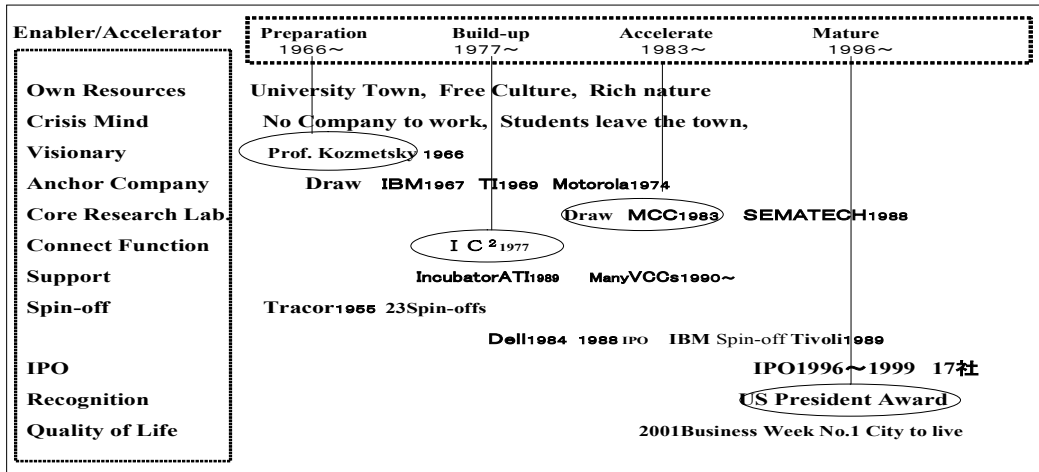 Enabler/Accelerator Preparation Build-up Accelerate Mature
1966～ 1977～ 1983～ 1996～
Own Resources University Town, Free Culture, Rich nature
Crisis Mind No Company to work, Students leave the town,
Visionary Prof. Kozmetsky 1966
Anchor Company Draw IBM1967 TI1969 Motorola1974
Core Research Lab. Draw MCC1983 SEMATECH1988
Connect Function ＩＣ²1977
Support IncubatorATI1989 ManyVCCs1990～
Spin-off Tracor1955 23Spin-offs
Dell1984 1988 IPO IBM Spin-off Tivoli1989
IPO IPO1996～1999 17社
Recognition US President Award
Quality of Life 2001Business Week No.1 City to live